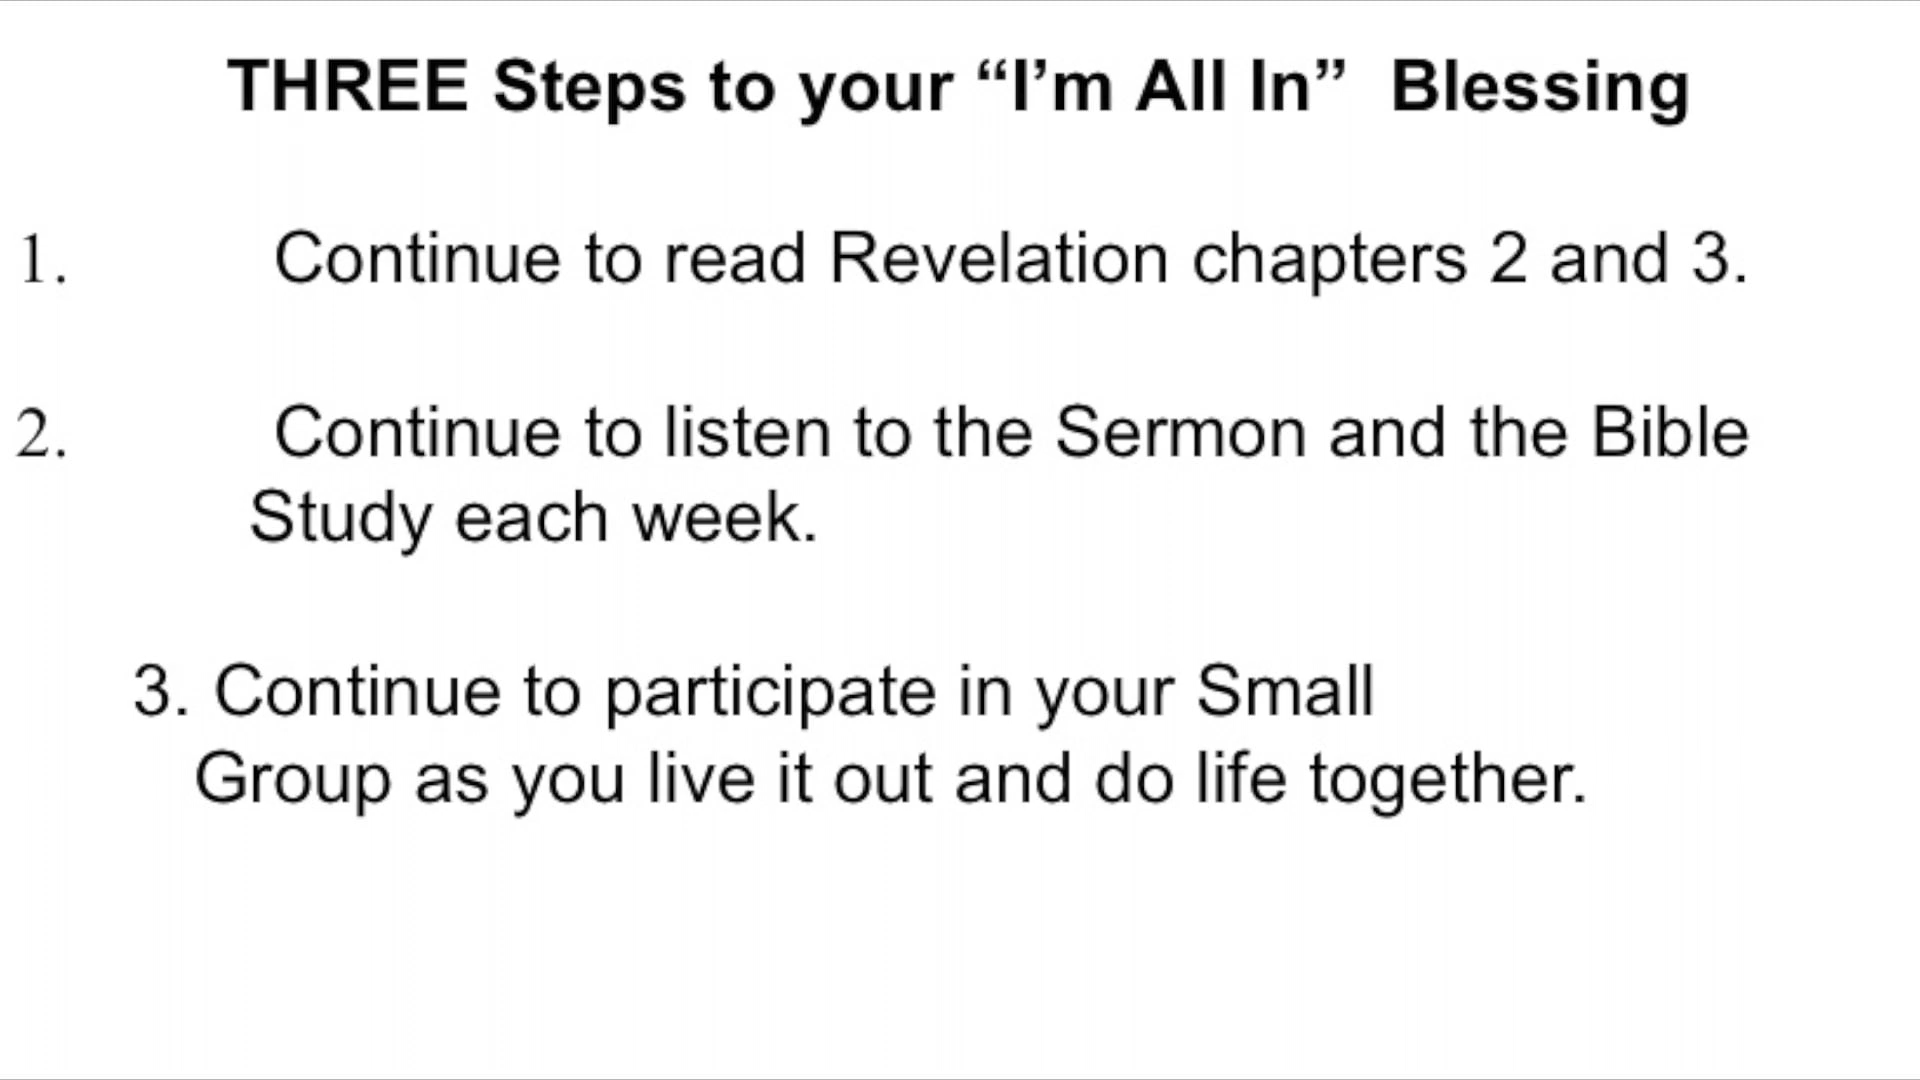 THREE Steps to your “I’m All In” Blessing
1. Continue to read Revelation chapters 2 and 3.
2. Continue to listen to the Sermon and the Bible
Study each week.
3. Continue to participate in your Small
Group as you live it out and do life together.